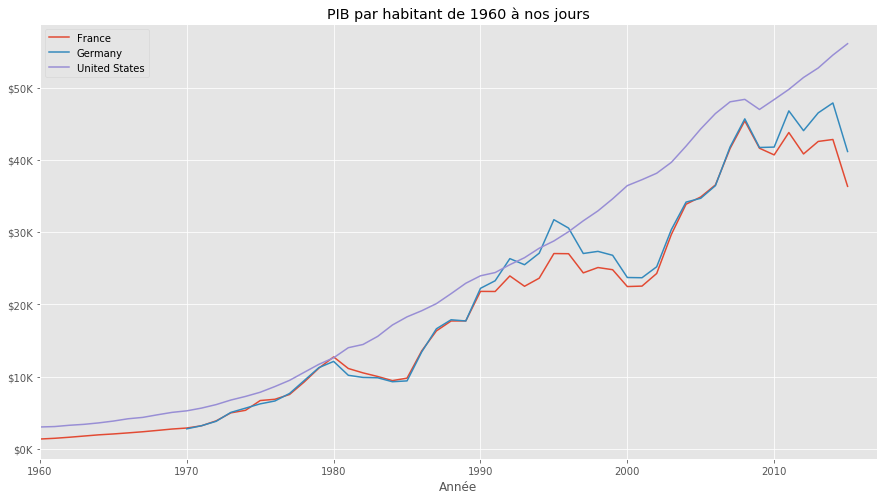 PIB par habitant de 1960 à nos jours
France
Germany
United States
$50K
$40K
$30K
$20K
$10K
$0K
1960
1970
1980
1990
2000
2010
Année